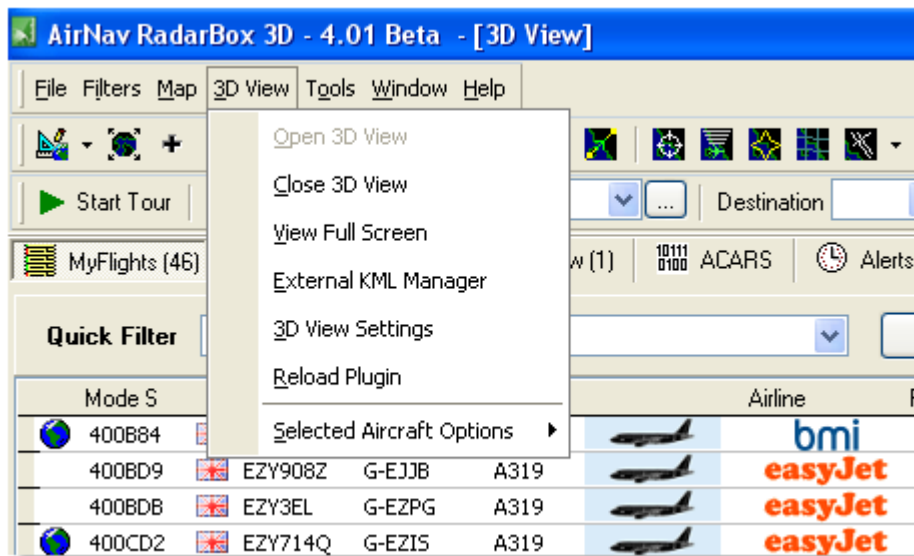 AirNav RadarBox 3D - 4.01 Beta - [3D View]
File Filters Map 3D View Tools Window Help
Open 3D View
Start Tour Close 3D View ... Destination
View Full Screen
MyFlights (46) (1) 10111 0100 ACARS Alerts
External KML Manager
Quick Filter 3D View Settings
Reload Plugin
Mode S Airline
400B84 Selected Aircraft Options bmi
400BD9 EZY908Z G-EJJB A319 easyJet
400BDB EZY3EL G-EZPG A319 easyJet
400CD2 EZY714Q G-EZIS A319 easyJet